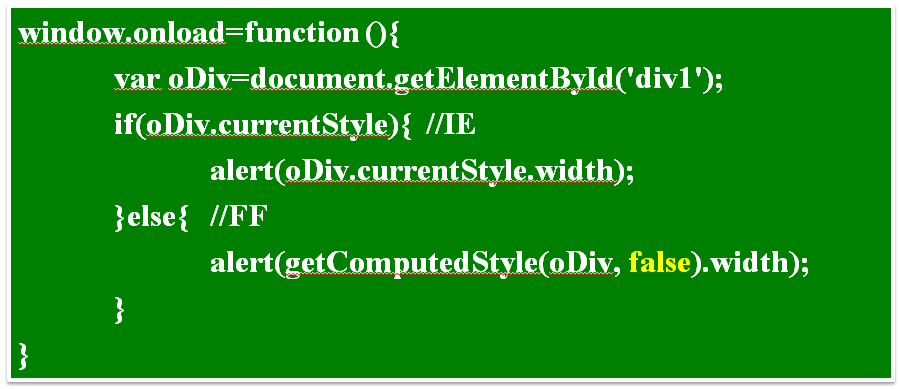 window.onload=function (){
var oDiv=document.getElementById('div1');
if(oDiv.currentStyle){ //IE
alert(oDiv.currentStyle.width);
}else{ //FF
alert(getComputedStyle(oDiv, false).width);
}
}